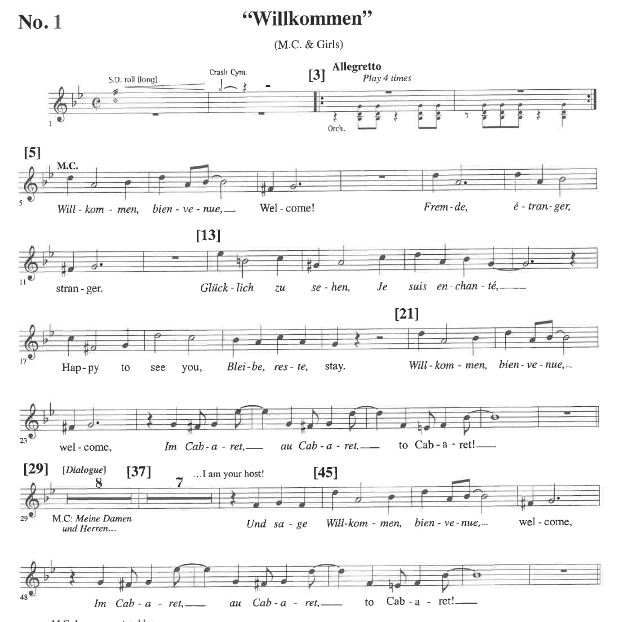 No. 1
“Willkommen”
(M.C. & Girls)
S.D. roll (long)
Crash Cym.
[3]
Allegretto
Play 4 times
1
Orch.
[5]
M.C.
5
Will - kom - men, bien - ve - nue, Wel - come! Frem - de, é - tran - ger,
[13]
11
stran - ger. Glück - lich zu se - hen, Je suis en - chan - té,
[21]
17
Hap - py to see you, Blei - be, res - te, stay. Will - kom - men, bien - ve - nue,
23
wel - come, Im Cab - a - ret, au Cab - a - ret, to Cab - a - ret!
[29] [Dialogue] [37] ...I am your host! [45]
8 7
29
M.C: Meine Damen
und Herren...
Und sa - ge Will - kom - men, bien - ve - nue, wel - come,
48
Im Cab - a - ret, au Cab - a - ret, to Cab - a - ret!